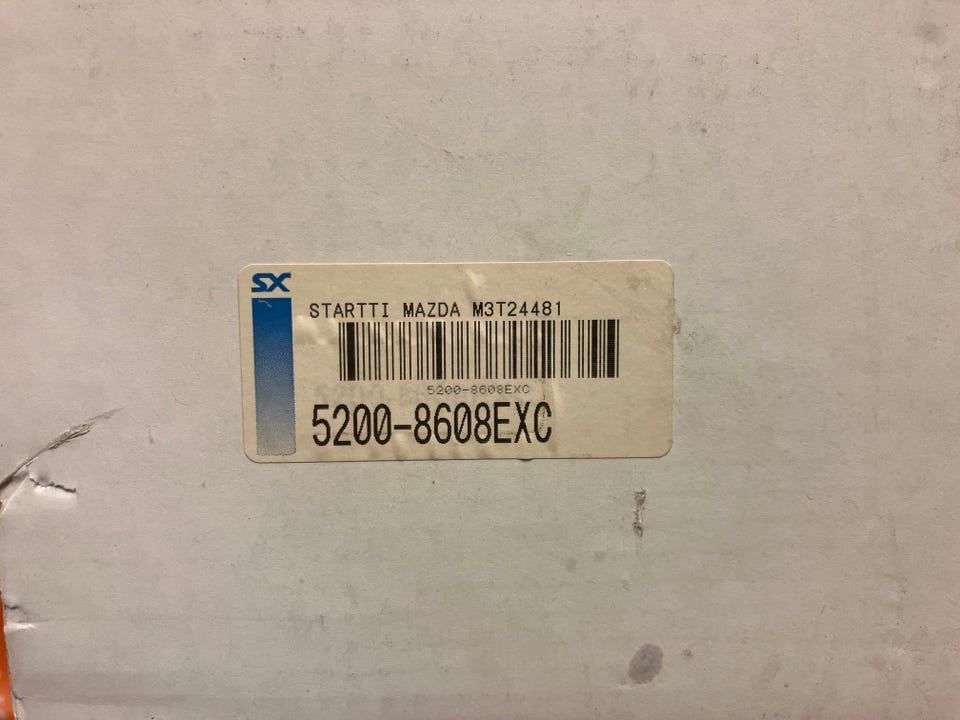 SX
STARTTI MAZDA M3T24481
5200-8608EXC
5200-8608EXC